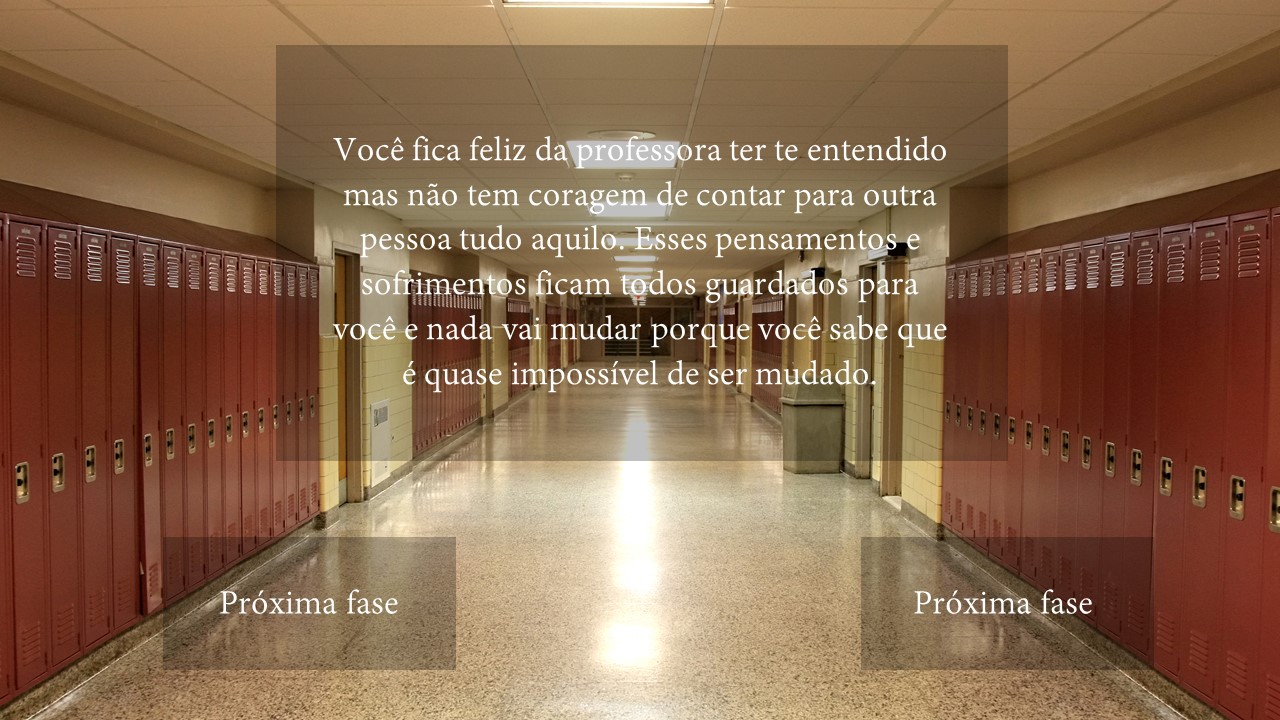 Você fica feliz da professora ter te entendido
mas não tem coragem de contar para outra
pessoa tudo aquilo. Esses pensamentos e
sofrimentos ficam todos guardados para
você e nada vai mudar porque você sabe que
é quase impossível de ser mudado.
Próxima fase
Próxima fase